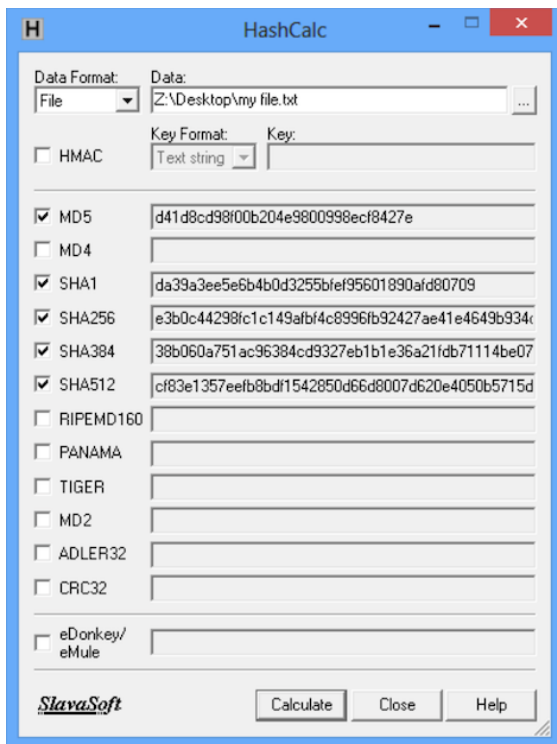 H HashCalc
Data Format: Data:
File Z:\Desktop\my file.txt ...
Key Format: Key:
HMAC Text string
MD5 d41d8cd98f00b204e9800998ecf8427e
MD4
SHA1 da39a3ee5e6b4b0d3255bfef95601890afd80709
SHA256 e3b0c44298fc1c149afbf4c8996fb92427ae41e4649b934c
SHA384 38b060a751ac96384cd9327eb1b1e36a21fdb71114be07
SHA512 cf83e1357eefb8bdf1542850d66d8007d620e4050b5715d
RIPEMD160
PANAMA
TIGER
MD2
ADLER32
CRC32
eDonkey/
eMule
SlavaSoft Calculate Close Help